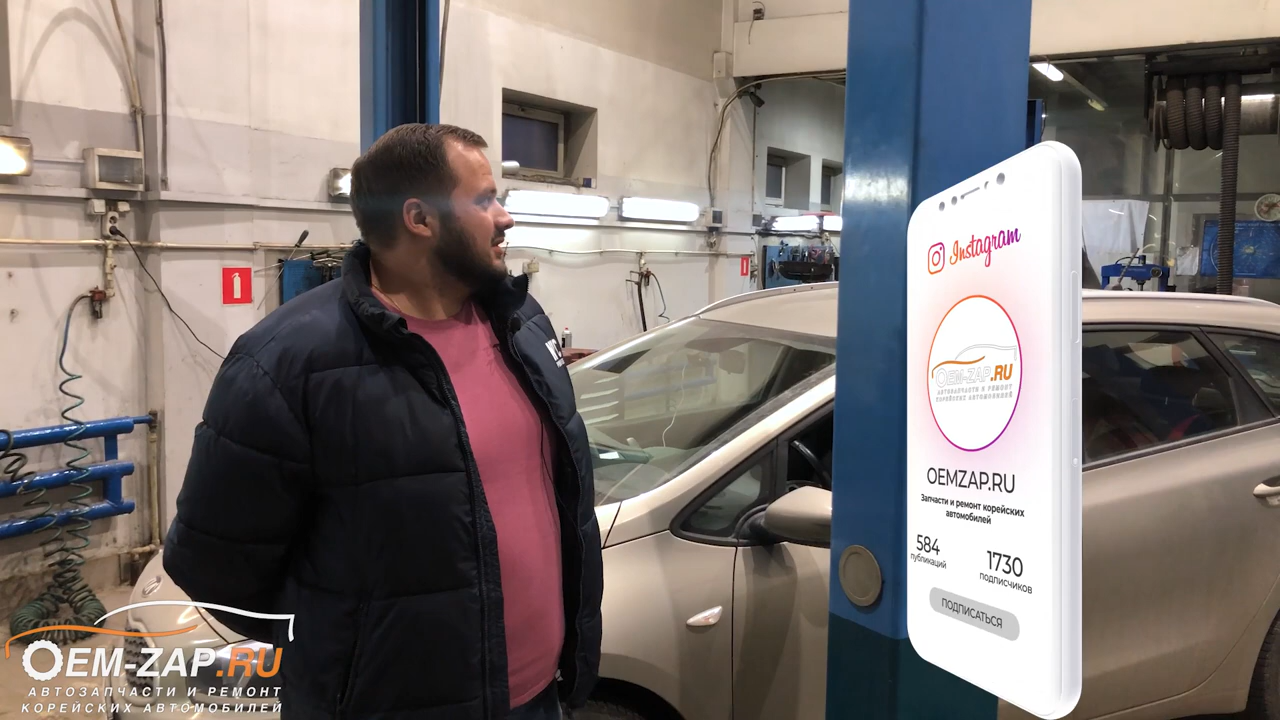 Instagram
OEM-ZAP.RU
АВТОЗАПЧАСТИ И РЕМОНТ
КОРЕЙСКИХ АВТОМОБИЛЕЙ
OEMZAP.RU
Запчасти и ремонт корейских
автомобилей
584
публикаций
1730
подписчиков
ПОДПИСАТЬСЯ
OEM-ZAP.RU
АВТОЗАПЧАСТИ И РЕМОНТ
КОРЕЙСКИХ АВТОМОБИЛЕЙ